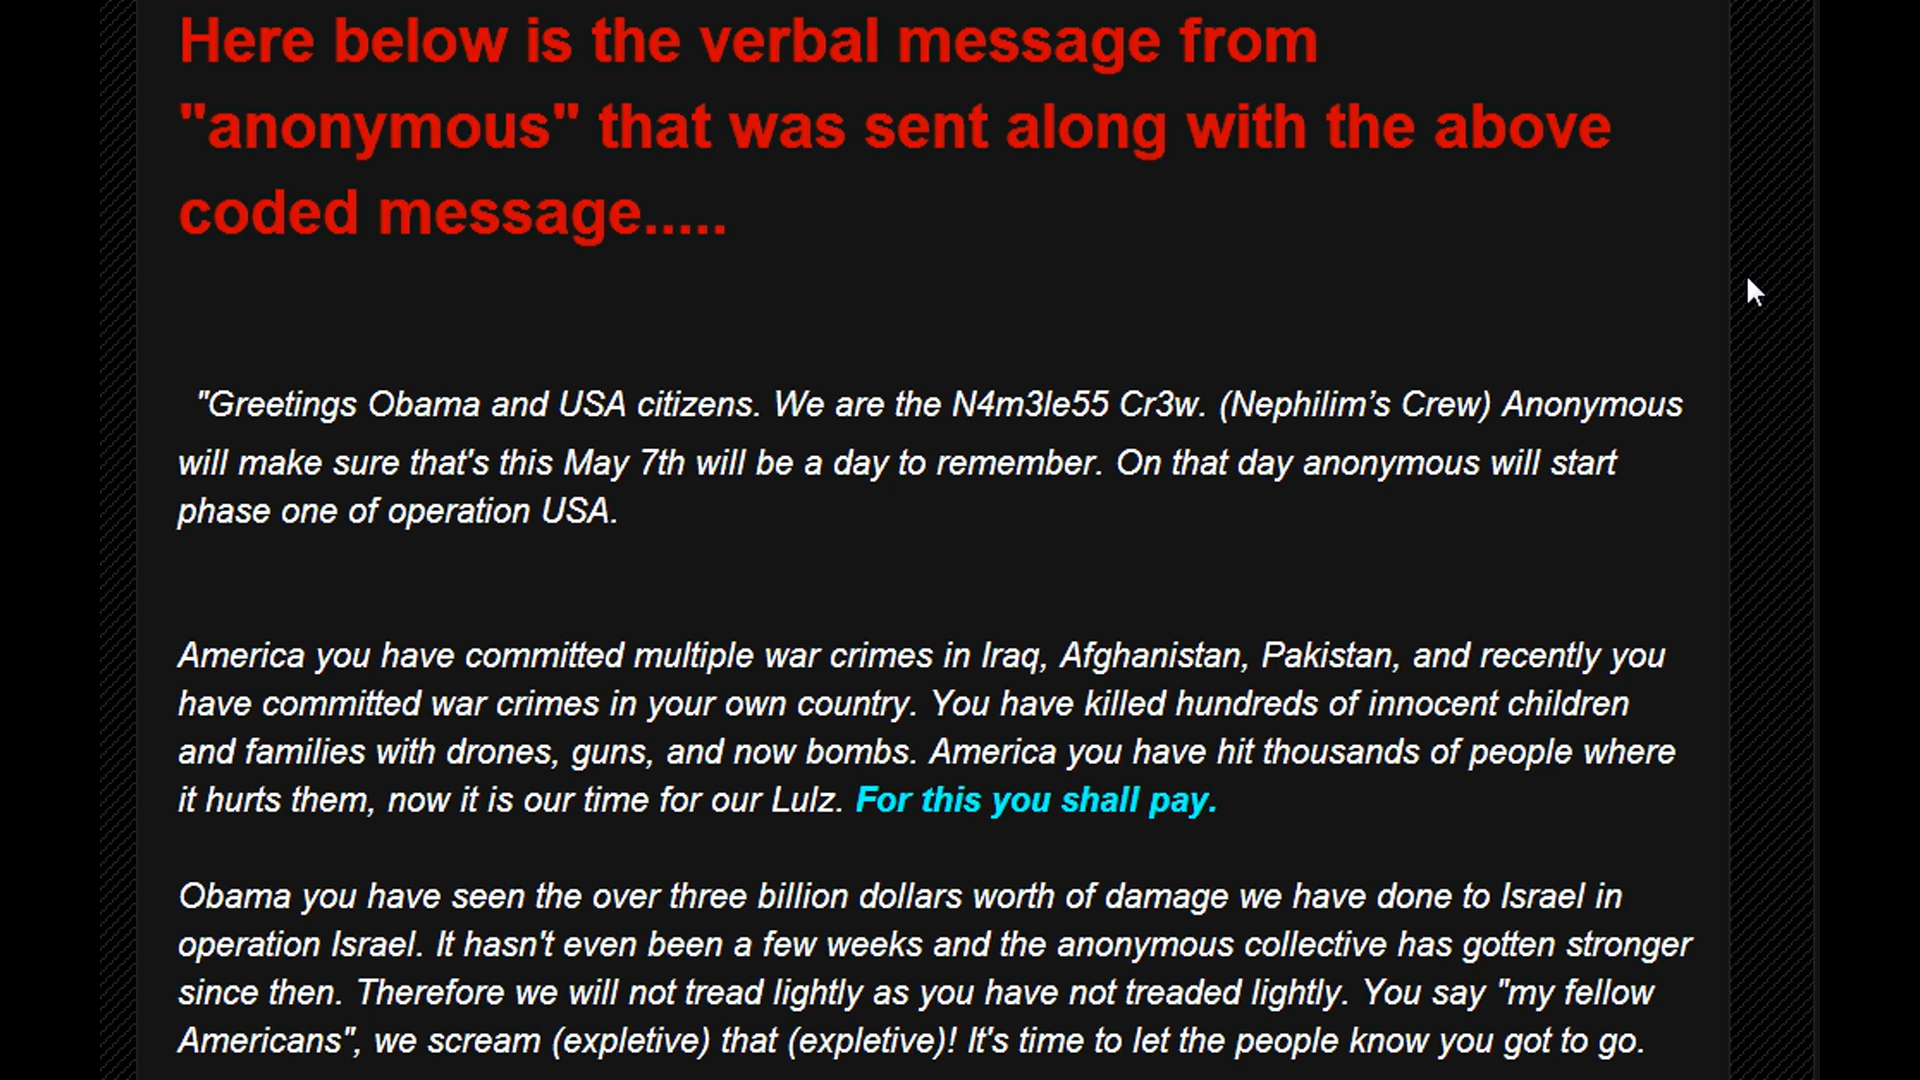 Here below is the verbal message from
"anonymous" that was sent along with the above
coded message.....
"Greetings Obama and USA citizens. We are the N4m3le55 Cr3w. (Nephilim’s Crew) Anonymous
will make sure that's this May 7th will be a day to remember. On that day anonymous will start
phase one of operation USA.
America you have committed multiple war crimes in Iraq, Afghanistan, Pakistan, and recently you
have committed war crimes in your own country. You have killed hundreds of innocent children
and families with drones, guns, and now bombs. America you have hit thousands of people where
it hurts them, now it is our time for our Lulz. For this you shall pay.
Obama you have seen the over three billion dollars worth of damage we have done to Israel in
operation Israel. It hasn't even been a few weeks and the anonymous collective has gotten stronger
since then. Therefore we will not tread lightly as you have not treaded lightly. You say "my fellow
Americans", we scream (expletive) that (expletive)! It's time to let the people know you got to go.